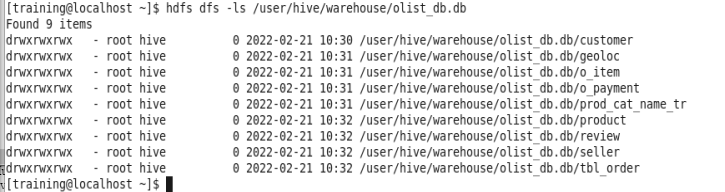 [training@localhost ~]$ hdfs dfs -ls /user/hive/warehouse/olist_db.db
Found 9 items
drwxrwxrwx   - root hive          0 2022-02-21 10:30 /user/hive/warehouse/olist_db.db/customer
drwxrwxrwx   - root hive          0 2022-02-21 10:31 /user/hive/warehouse/olist_db.db/geoloc
drwxrwxrwx   - root hive          0 2022-02-21 10:31 /user/hive/warehouse/olist_db.db/o_item
drwxrwxrwx   - root hive          0 2022-02-21 10:31 /user/hive/warehouse/olist_db.db/o_payment
drwxrwxrwx   - root hive          0 2022-02-21 10:31 /user/hive/warehouse/olist_db.db/prod_cat_name_tr
drwxrwxrwx   - root hive          0 2022-02-21 10:32 /user/hive/warehouse/olist_db.db/product
drwxrwxrwx   - root hive          0 2022-02-21 10:32 /user/hive/warehouse/olist_db.db/review
drwxrwxrwx   - root hive          0 2022-02-21 10:32 /user/hive/warehouse/olist_db.db/seller
drwxrwxrwx   - root hive          0 2022-02-21 10:32 /user/hive/warehouse/olist_db.db/tbl_order
[training@localhost ~]$